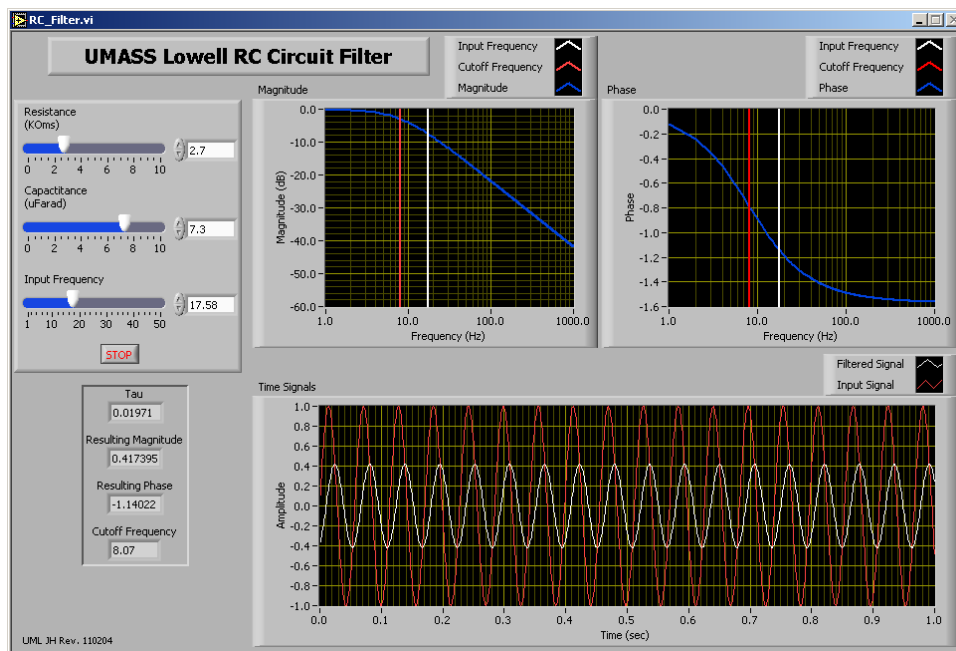 RC_Filter.vi
UMASS Lowell RC Circuit Filter
Input Frequency
Cutoff Frequency
Magnitude
Input Frequency
Cutoff Frequency
Phase
Resistance
(KOms)
2.7
0 2 4 6 8 10
Capactitance
(uFarad)
7.3
0 2 4 6 8 10
Input Frequency
17.58
1 10 20 30 40 50
STOP
Tau
0.01971
Resulting Magnitude
0.417395
Resulting Phase
-1.14022
Cutoff Frequency
8.07
UML JH Rev. 110204
Magnitude
Magnitude (dB)
0.0
-10.0
-20.0
-30.0
-40.0
-50.0
-60.0
1.0 10.0 100.0 1000.0
Frequency (Hz)
Phase
Phase
0.0
-0.2
-0.4
-0.6
-0.8
-1.0
-1.2
-1.4
-1.6
1.0 10.0 100.0 1000.0
Frequency (Hz)
Filtered Signal
Input Signal
Time Signals
Amplitude
1.0
0.8
0.6
0.4
0.2
0.0
-0.2
-0.4
-0.6
-0.8
-1.0
0.0 0.1 0.2 0.3 0.4 0.5 0.6 0.7 0.8 0.9 1.0
Time (sec)